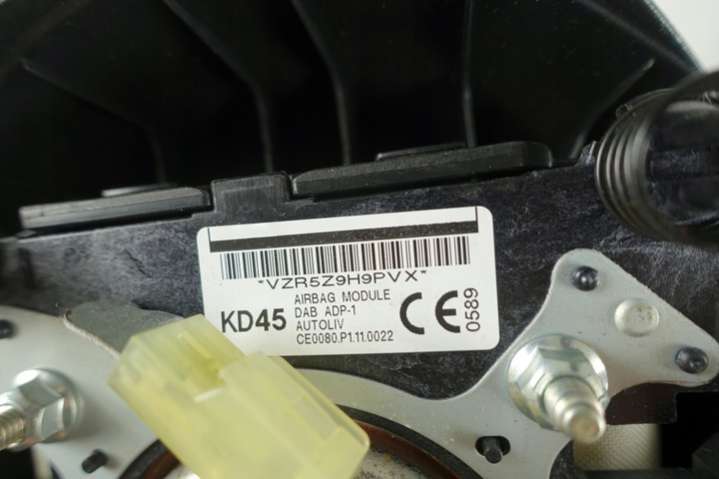 *VZR5Z9H9PVX*
AIRBAG MODULE
DAB ADP-1
KD45
AUTOLIV
CE0080.P1.11.0022
CE
0589